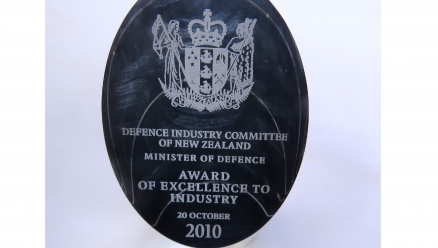 DEFENCE INDUSTRY COMMITTEE
OF NEW ZEALAND
MINISTER OF DEFENCE
AWARD
OF EXCELLENCE TO
INDUSTRY
20 OCTOBER
2010